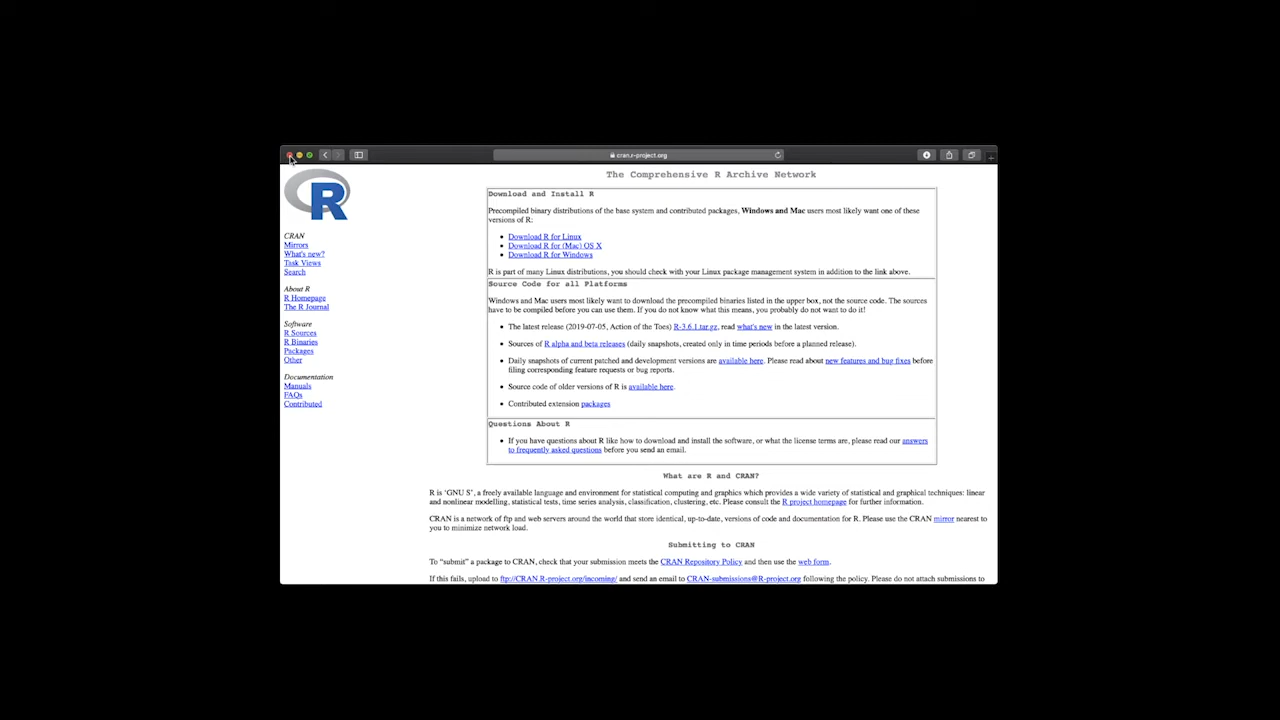 cran.r-project.org
R
CRAN
Mirrors
What's new?
Task Views
Search
About R
R Homepage
The R Journal
Software
R Sources
R Binaries
Packages
Other
Documentation
Manuals
FAQs
Contributed
The Comprehensive R Archive Network
Download and Install R
Precompiled binary distributions of the base system and contributed packages, Windows and Mac users most likely want one of these
versions of R:
• Download R for Linux
• Download R for (Mac) OS X
• Download R for Windows
R is part of many Linux distributions, you should check with your Linux package management system in addition to the link above.
Source Code for all Platforms
Windows and Mac users most likely want to download the precompiled binaries listed in the upper box, not the source code. The sources
have to be compiled before you can use them. If you do not know what this means, you probably do not want to do it!
• The latest release (2019-07-05, Action of the Toes) R-3.6.1.tar.gz, read what's new in the latest version.
• Sources of R alpha and beta releases (daily snapshots, created only in time periods before a planned release).
• Daily snapshots of current patched and development versions are available here. Please read about new features and bug fixes before
filing corresponding feature requests or bug reports.
• Source code of older versions of R is available here.
• Contributed extension packages
Questions About R
• If you have questions about R like how to download and install the software, or what the license terms are, please read our answers
to frequently asked questions before you send an email.
What are R and CRAN?
R is ‘GNU S’, a freely available language and environment for statistical computing and graphics which provides a wide variety of statistical and graphical techniques: linear
and nonlinear modelling, statistical tests, time series analysis, classification, clustering, etc. Please consult the R project homepage for further information.
CRAN is a network of ftp and web servers around the world that store identical, up-to-date, versions of code and documentation for R. Please use the CRAN mirror nearest to
you to minimize network load.
Submitting to CRAN
To “submit” a package to CRAN, check that your submission meets the CRAN Repository Policy and then use the web form.
If this fails, upload to ftp://CRAN.R-project.org/incoming/ and send an email to CRAN-submissions@R-project.org following the policy. Please do not attach submissions to